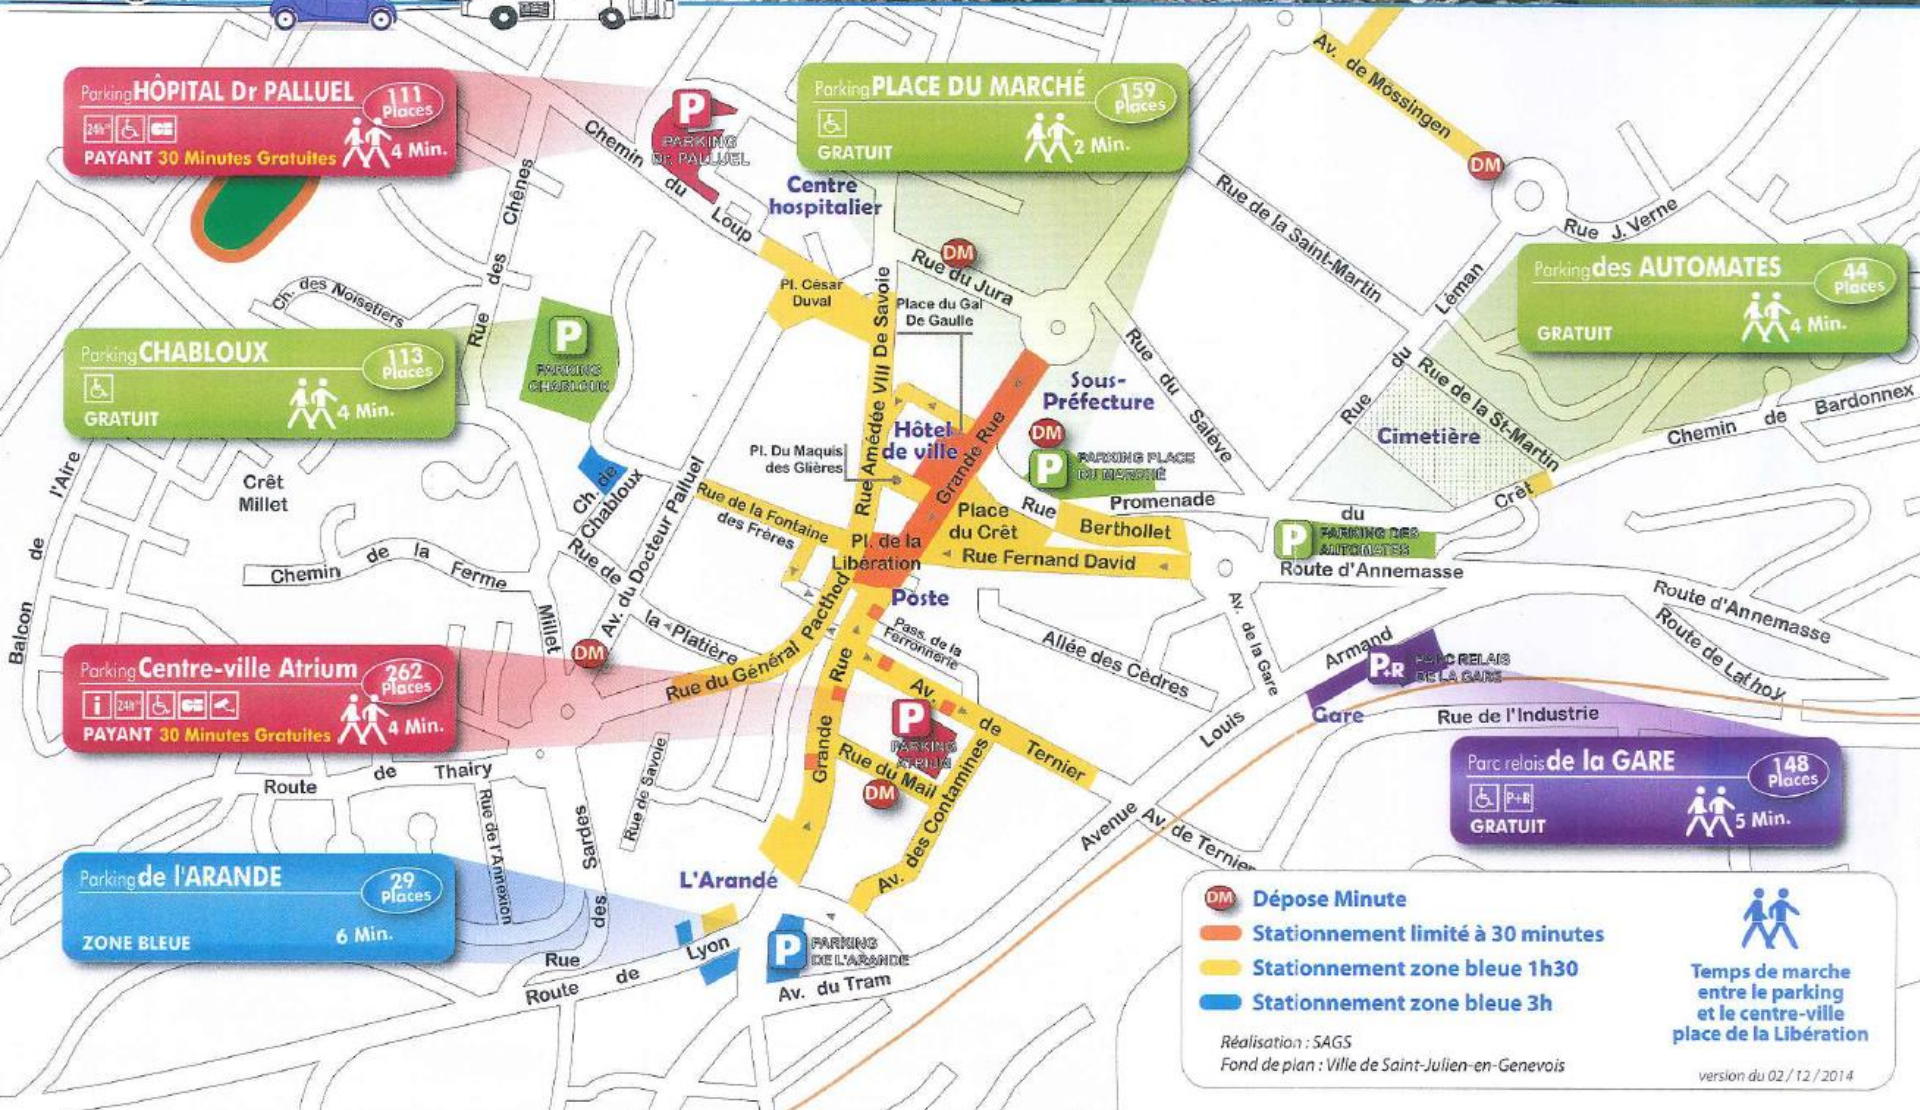 Parking HÔPITAL Dr PALLUEL
111
Places
24h
PAYANT 30 Minutes Gratuites
4 Min.
P
PARKING
Dr. PALLUEL
Parking PLACE DU MARCHÉ
159
Places
GRATUIT
2 Min.
Av. de Mössingen
DM
Chemin du Loup
Centre
hospitalier
Rue des Chênes
Rue de la Saint-Martin
Rue J. Verne
Parking des AUTOMATES
44
Places
GRATUIT
4 Min.
DM
Rue du Jura
Pl. César
Duval
Place du Gal
De Gaulle
Rue Amédée VIII De Savoie
Ch. des Noisetiers
Parking CHABLOUX
113
Places
GRATUIT
4 Min.
P
PARKING
CHABLOUX
Rue du Salève
Rue du Léman
Rue de la St-Martin
Cimetière
Chemin de Bardonnex
Sous-
Préfecture
Hôtel
de ville
Grande Rue
DM
P
PARKING PLACE
DU MARCHÉ
Pl. Du Maquis
des Glières
Balcon de l'Aire
Crêt
Millet
Ch. de
Chabloux
Rue de la Fontaine
des Frères
Av. du Docteur Palluel
Place
du Crêt
Rue Berthollet
Promenade du Crêt
P
PARKING DES
AUTOMATES
Pl. de la
Libération
Rue Fernand David
Route d'Annemasse
Route d'Annemasse
Chemin de la Ferme
Millet
Rue de la Platière
Poste
Pass. de la
Ferronnerie
Allée des Cèdres
Av. de la Gare
Route de Lathoy
DM
Rue du Général Pacthod
Parking Centre-ville Atrium
262
Places
i
24h
PAYANT 30 Minutes Gratuites
4 Min.
Grande Rue
Av. de Ternier
P
PARKING
ATRIUM
Rue du Mail
DM
Av. des Contamines
Avenue Louis Armand
P+R
PARC RELAIS
DE LA GARE
Gare
Rue de l'Industrie
Parc relais de la GARE
148
Places
P+R
GRATUIT
5 Min.
Route de Thairy
Rue de Savoie
Rue de l'Annexion
Rue des Sardes
Av. de Ternier
Parking de l'ARANDE
29
Places
ZONE BLEUE
6 Min.
L'Arande
Route de Lyon
P
PARKING
DE L'ARANDE
Av. du Tram
DM Dépose Minute
Stationnement limité à 30 minutes
Stationnement zone bleue 1h30
Stationnement zone bleue 3h
Réalisation : SAGS
Fond de plan : Ville de Saint-Julien-en-Genevois
Temps de marche
entre le parking
et le centre-ville
place de la Libération
version du 02 / 12 / 2014